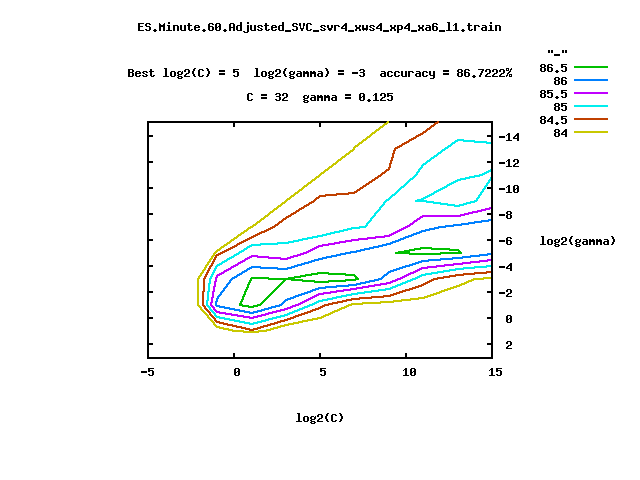 ES.Minute.60.Adjusted_SVC_svr4_xws4_xp4_xa6_l1.train
"_"
Best log2(C) = 5  log2(gamma) = -3  accuracy = 86.7222%
C = 32  gamma = 0.125
86.5
86
85.5
85
84.5
84
-14
-12
-10
-8
-6
-4
-2
0
2
log2(gamma)
-5 0 5 10 15
log2(C)